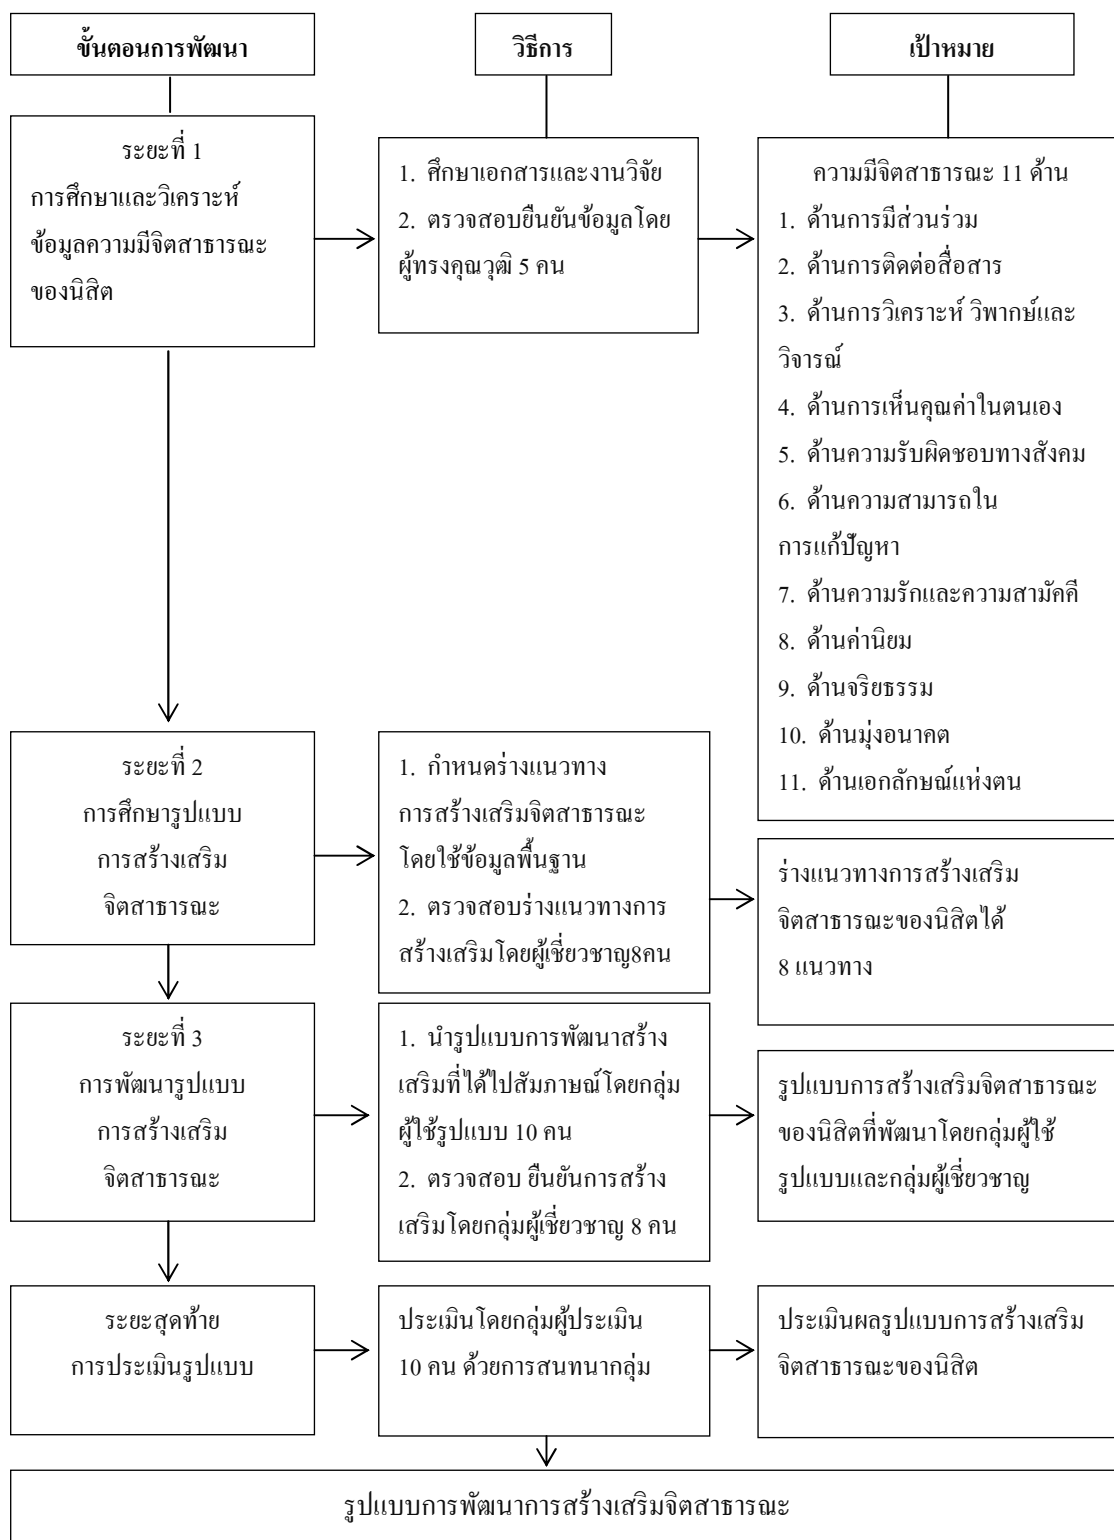 ขั้นตอนการพัฒนา
วิธีการ
เป้าหมาย
ระยะที่ 1
การศึกษาและวิเคราะห์
ข้อมูลความมีจิตสาธารณะ
ของนิสิต
1. ศึกษาเอกสารและงานวิจัย
2. ตรวจสอบยืนยันข้อมูลโดย
ผู้ทรงคุณวุฒิ 5 คน
ความมีจิตสาธารณะ 11 ด้าน
1. ด้านการมีส่วนร่วม
2. ด้านการติดต่อสื่อสาร
3. ด้านการวิเคราะห์ วิพากษ์และ
วิจารณ์
4. ด้านการเห็นคุณค่าในตนเอง
5. ด้านความรับผิดชอบทางสังคม
6. ด้านความสามารถใน
การแก้ปัญหา
7. ด้านความรักและความสามัคคี
8. ด้านค่านิยม
9. ด้านจริยธรรม
10. ด้านมุ่งอนาคต
11. ด้านเอกลักษณ์แห่งตน
ระยะที่ 2
การศึกษารูปแบบ
การสร้างเสริม
จิตสาธารณะ
1. กำหนดร่างแนวทาง
การสร้างเสริมจิตสาธารณะ
โดยใช้ข้อมูลพื้นฐาน
2. ตรวจสอบร่างแนวทางการ
สร้างเสริมโดยผู้เชี่ยวชาญ8คน
ร่างแนวทางการสร้างเสริม
จิตสาธารณะของนิสิตได้
8 แนวทาง
ระยะที่ 3
การพัฒนารูปแบบ
การสร้างเสริม
จิตสาธารณะ
1. นำรูปแบบการพัฒนาสร้าง
เสริมที่ได้ไปสัมภาษณ์โดยกลุ่ม
ผู้ใช้รูปแบบ 10 คน
2. ตรวจสอบ ยืนยันการสร้าง
เสริมโดยกลุ่มผู้เชี่ยวชาญ 8 คน
รูปแบบการสร้างเสริมจิตสาธารณะ
ของนิสิตที่พัฒนาโดยกลุ่มผู้ใช้
รูปแบบและกลุ่มผู้เชี่ยวชาญ
ระยะสุดท้าย
การประเมินรูปแบบ
ประเมินโดยกลุ่มผู้ประเมิน
10 คน ด้วยการสนทนากลุ่ม
ประเมินผลรูปแบบการสร้างเสริม
จิตสาธารณะของนิสิต
รูปแบบการพัฒนาการสร้างเสริมจิตสาธารณะ